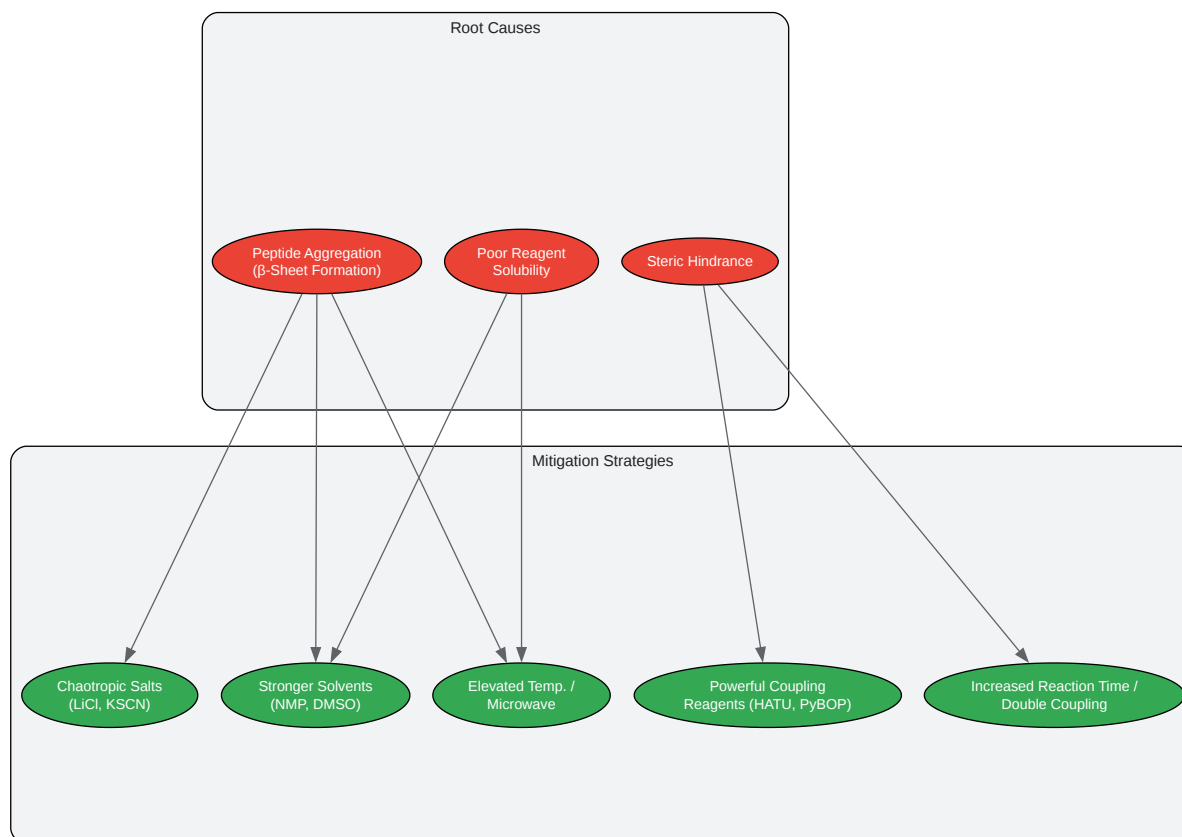 Root Causes
Peptide Aggregation
(β-Sheet Formation)
Poor Reagent
Solubility
Steric Hindrance
Mitigation Strategies
Chaotropic Salts
(LiCl, KSCN)
Stronger Solvents
(NMP, DMSO)
Elevated Temp. /
Microwave
Powerful Coupling
Reagents (HATU, PyBOP)
Increased Reaction Time /
Double Coupling